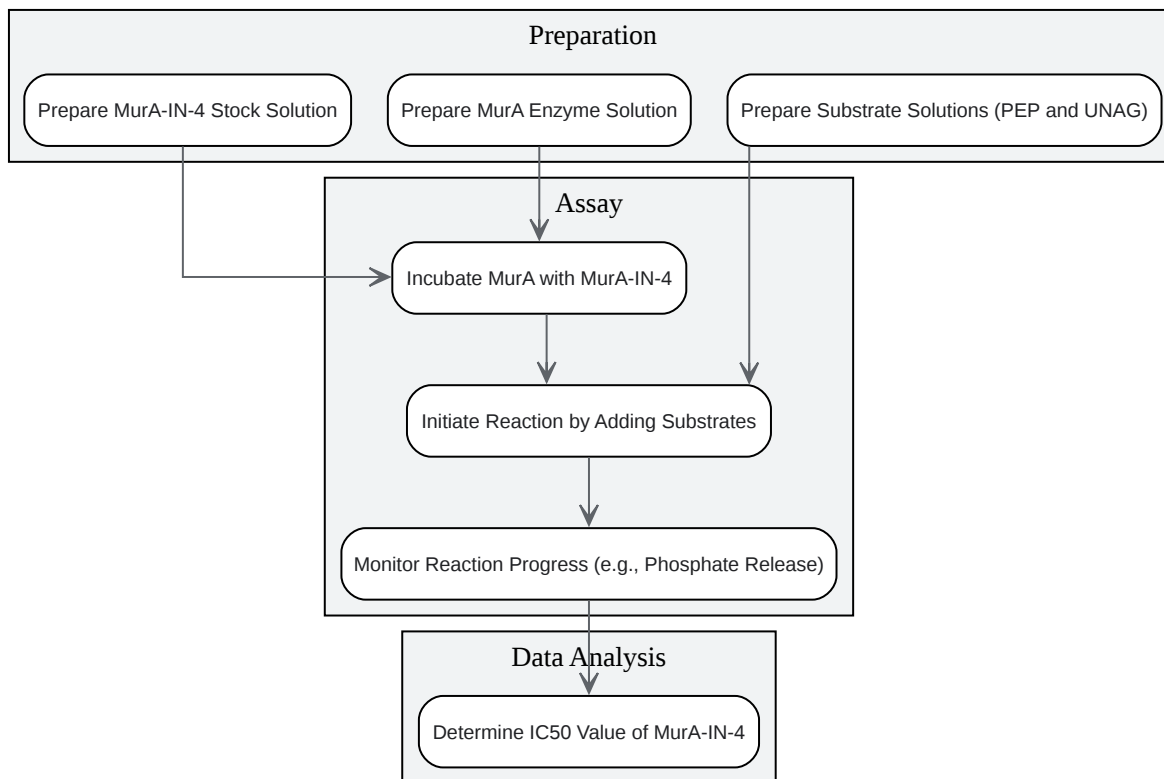 Preparation
Prepare MurA-IN-4 Stock Solution
Prepare MurA Enzyme Solution
Prepare Substrate Solutions (PEP and UNAG)
Assay
Incubate MurA with MurA-IN-4
Initiate Reaction by Adding Substrates
Monitor Reaction Progress (e.g., Phosphate Release)
Data Analysis
Determine IC50 Value of MurA-IN-4